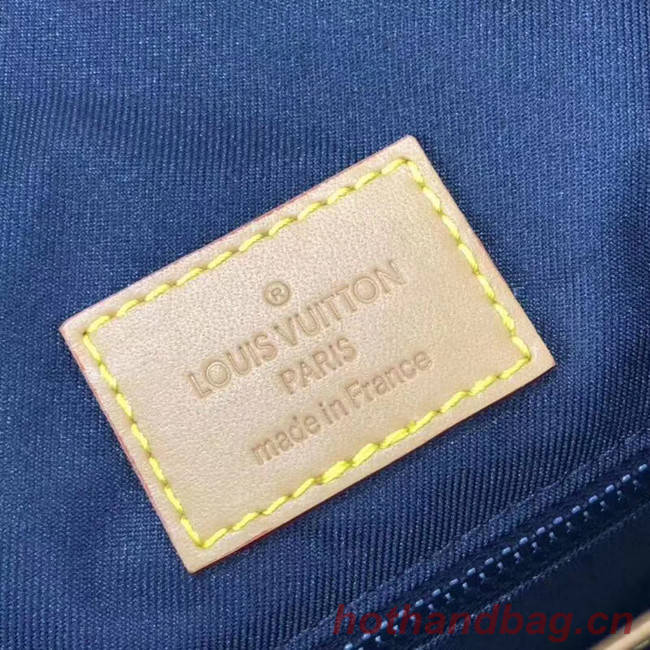 ®
LOUIS VUITTON
PARIS
made in France
hothandbag.cn